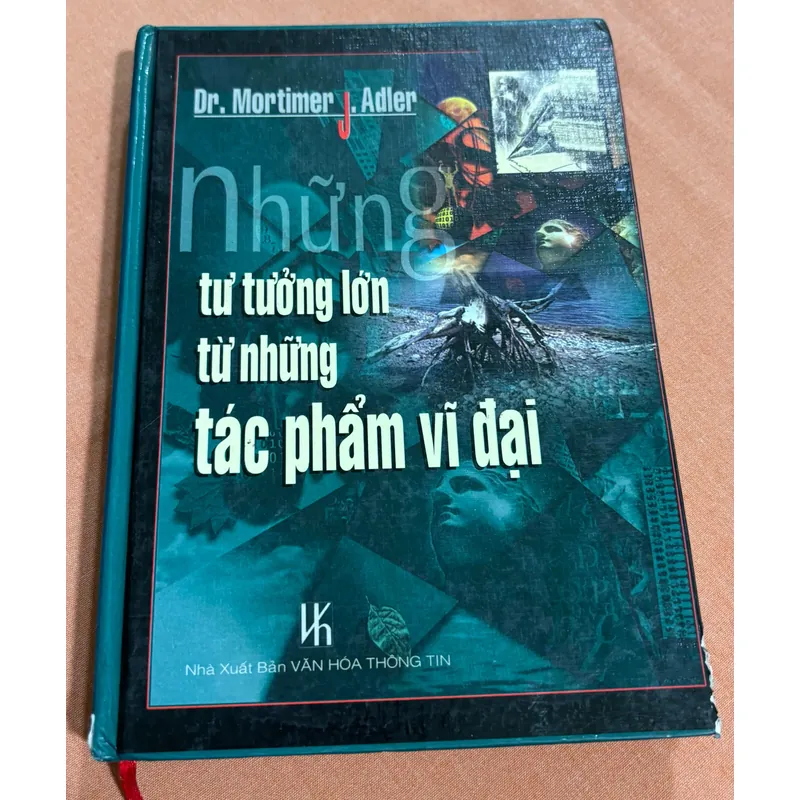 Dr. Mortimer J. Adler
Những
tư tưởng lớn
từ những
tác phẩm vĩ đại
Nhà Xuất Bản VĂN HÓA THÔNG TIN